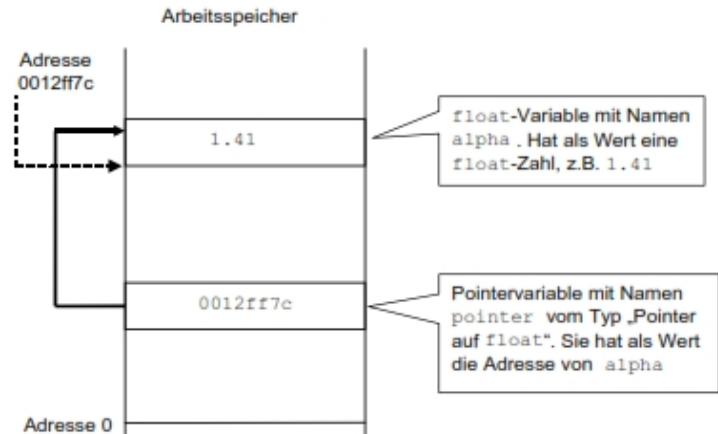 Arbeitsspeicher
Adresse
0012ff7c
1.41
float-Variable mit Namen
alpha . Hat als Wert eine
float-Zahl, z.B. 1.41
0012ff7c
Pointervariable mit Namen
pointer vom Typ „Pointer
auf float“. Sie hat als Wert
die Adresse von alpha
Adresse 0